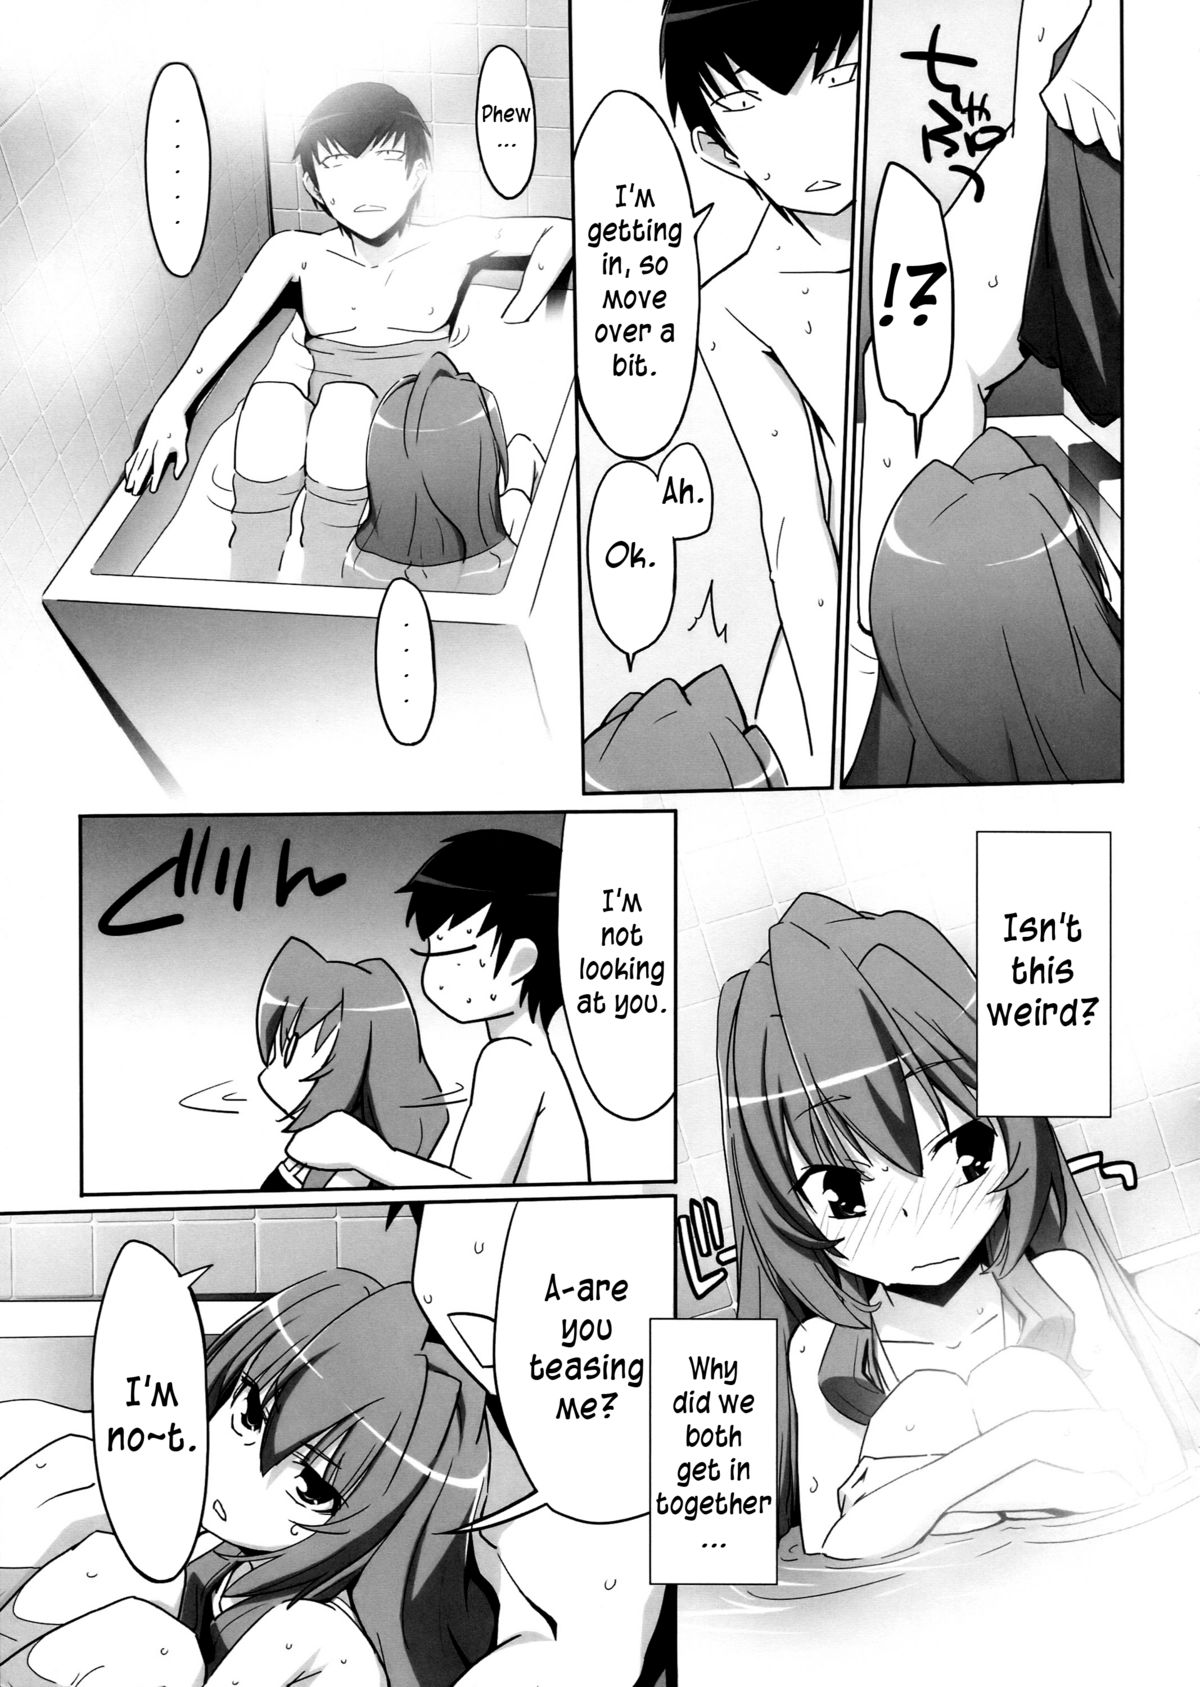 !?
I'm
getting
in, so
move
over a
bit.
Ah.
Ok.
Phew
...
....
....
Isn't
this
weird?
Why
did we
both
get in
together
...
I'm
not
looking
at you.
A-are
you
teasing
me?
I'm
no~t.